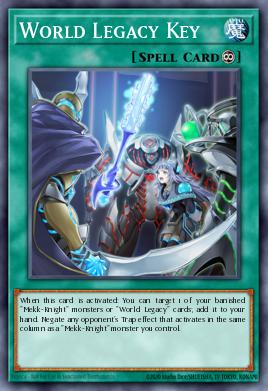 World Legacy Key
魔
[Spell Card]
When this card is activated: You can target 1 of your banished
"Mekk-Knight" monsters or "World Legacy" cards; add it to your
hand. Negate any opponent's Trap effect that activates in the same
column as a "Mekk-Knight" monster you control.